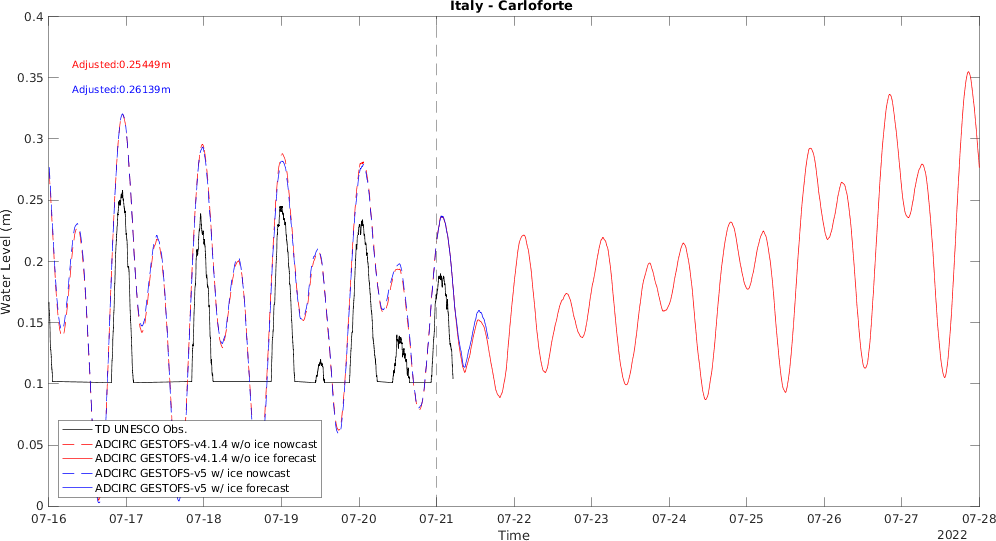 Italy - Carloforte
0.4
0.35
0.3
0.25
0.2
0.15
0.1
0.05
0
Water Level (m)
Adjusted:0.25449m
Adjusted:0.26139m
TD UNESCO Obs.
ADCIRC GESTOFS-v4.1.4 w/o ice nowcast
ADCIRC GESTOFS-v4.1.4 w/o ice forecast
ADCIRC GESTOFS-v5 w/ ice nowcast
ADCIRC GESTOFS-v5 w/ ice forecast
07-16 07-17 07-18 07-19 07-20 07-21 07-22 07-23 07-24 07-25 07-26 07-27 07-28
Time
2022